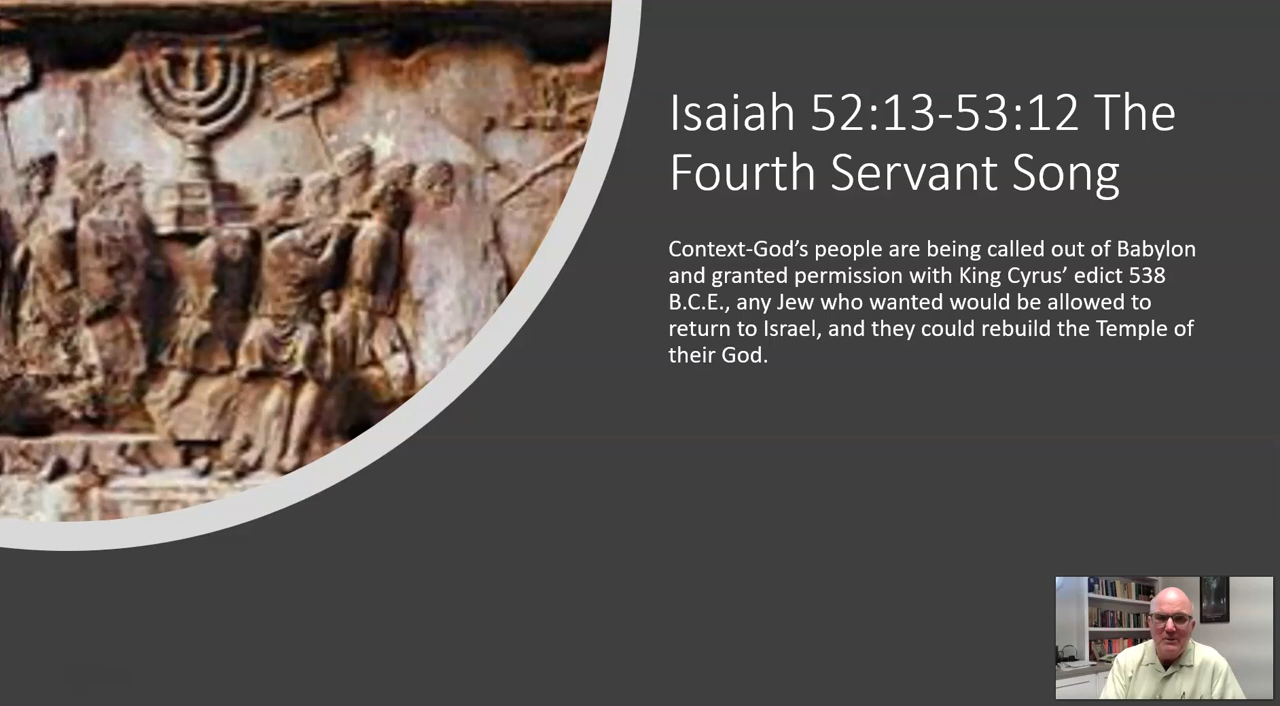 Isaiah 52:13-53:12 The
Fourth Servant Song
Context-God’s people are being called out of Babylon
and granted permission with King Cyrus’ edict 538
B.C.E., any Jew who wanted would be allowed to
return to Israel, and they could rebuild the Temple of
their God.